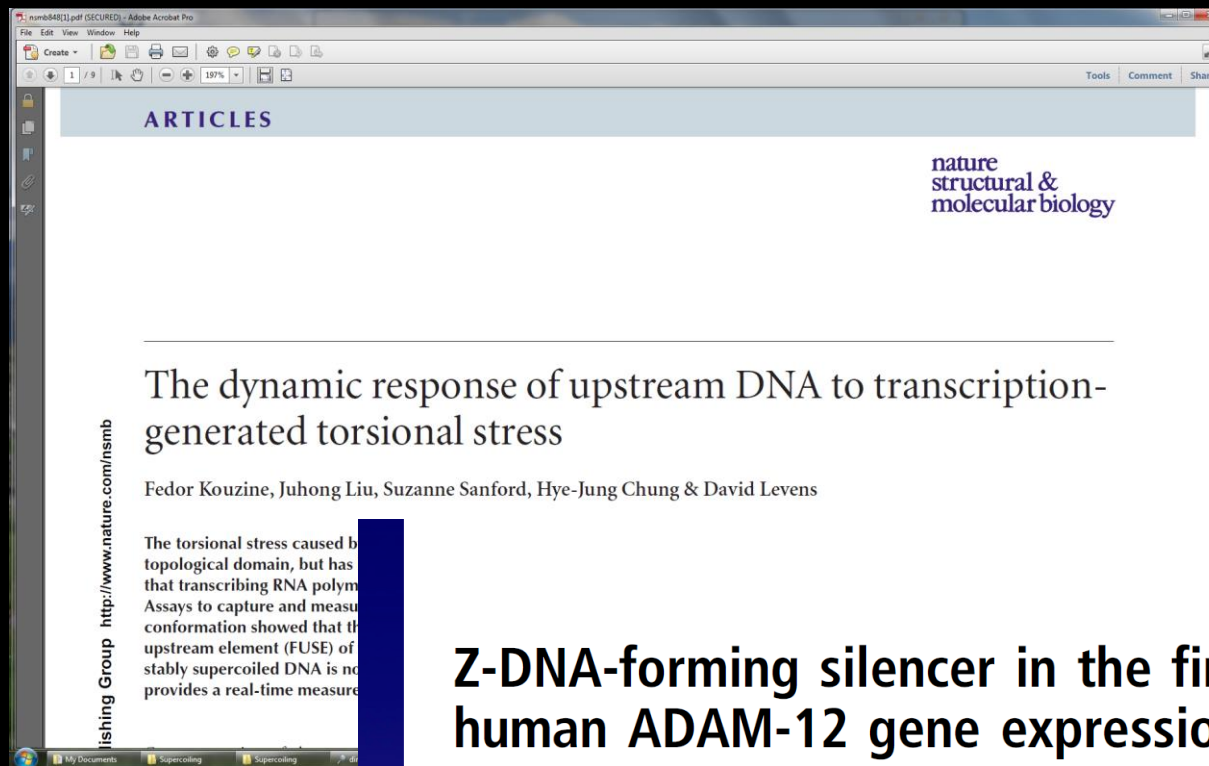 nsmb848[1].pdf (SECURED) - Adobe Acrobat Pro
File Edit View Window Help
Create
1 / 9 197% Tools Comment Shar
ARTICLES
nature
structural &
molecular biology
The dynamic response of upstream DNA to transcription-
generated torsional stress
Fedor Kouzine, Juhong Liu, Suzanne Sanford, Hye-Jung Chung & David Levens
The torsional stress caused b
topological domain, but has
that transcribing RNA polym
Assays to capture and measu
conformation showed that th
upstream element (FUSE) of
stably supercoiled DNA is no
provides a real-time measure
lishing Group http://www.nature.com/nsmb
Z-DNA-forming silencer in the fir
human ADAM-12 gene expressio
My Documents Supercoiling Supercoiling